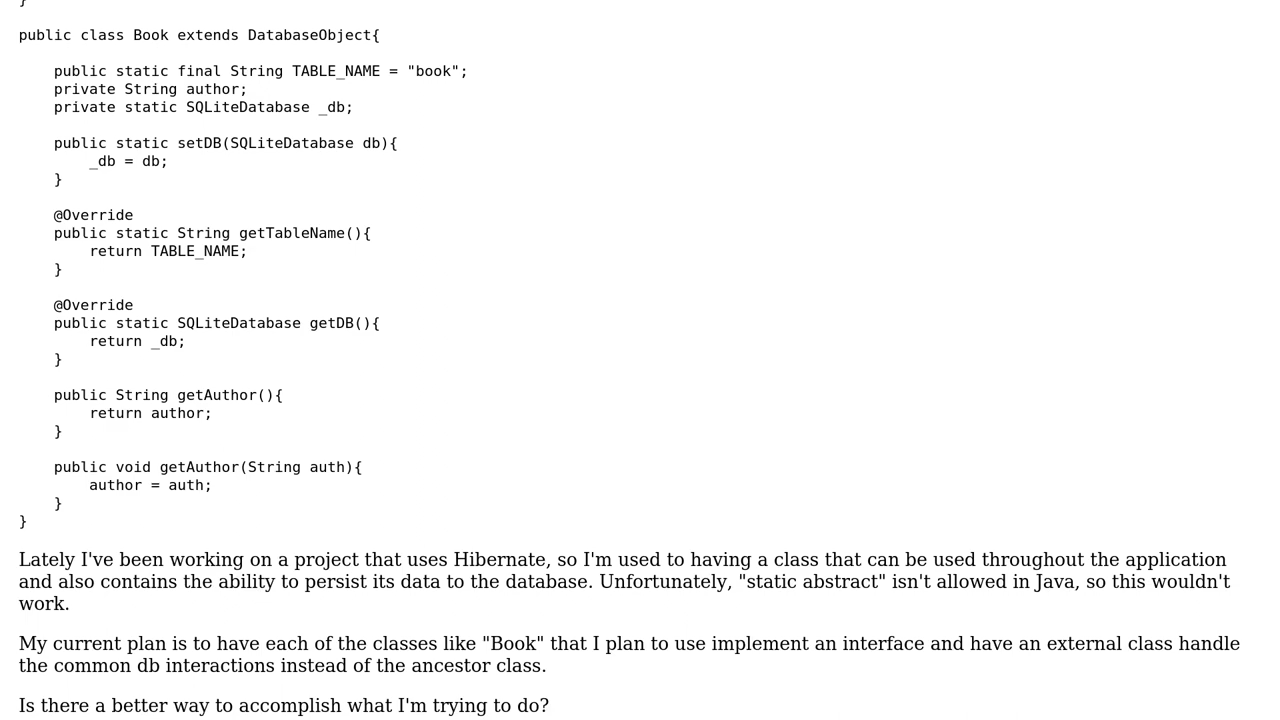 }
public class Book extends DatabaseObject{
    public static final String TABLE_NAME = "book";
    private String author;
    private static SQLiteDatabase _db;
    public static setDB(SQLiteDatabase db){
        _db = db;
    }
    @Override
    public static String getTableName(){
        return TABLE_NAME;
    }
    @Override
    public static SQLiteDatabase getDB(){
        return _db;
    }
    public String getAuthor(){
        return author;
    }
    public void getAuthor(String auth){
        author = auth;
    }
}
Lately I've been working on a project that uses Hibernate, so I'm used to having a class that can be used throughout the application
and also contains the ability to persist its data to the database. Unfortunately, "static abstract" isn't allowed in Java, so this wouldn't
work.
My current plan is to have each of the classes like "Book" that I plan to use implement an interface and have an external class handle
the common db interactions instead of the ancestor class.
Is there a better way to accomplish what I'm trying to do?